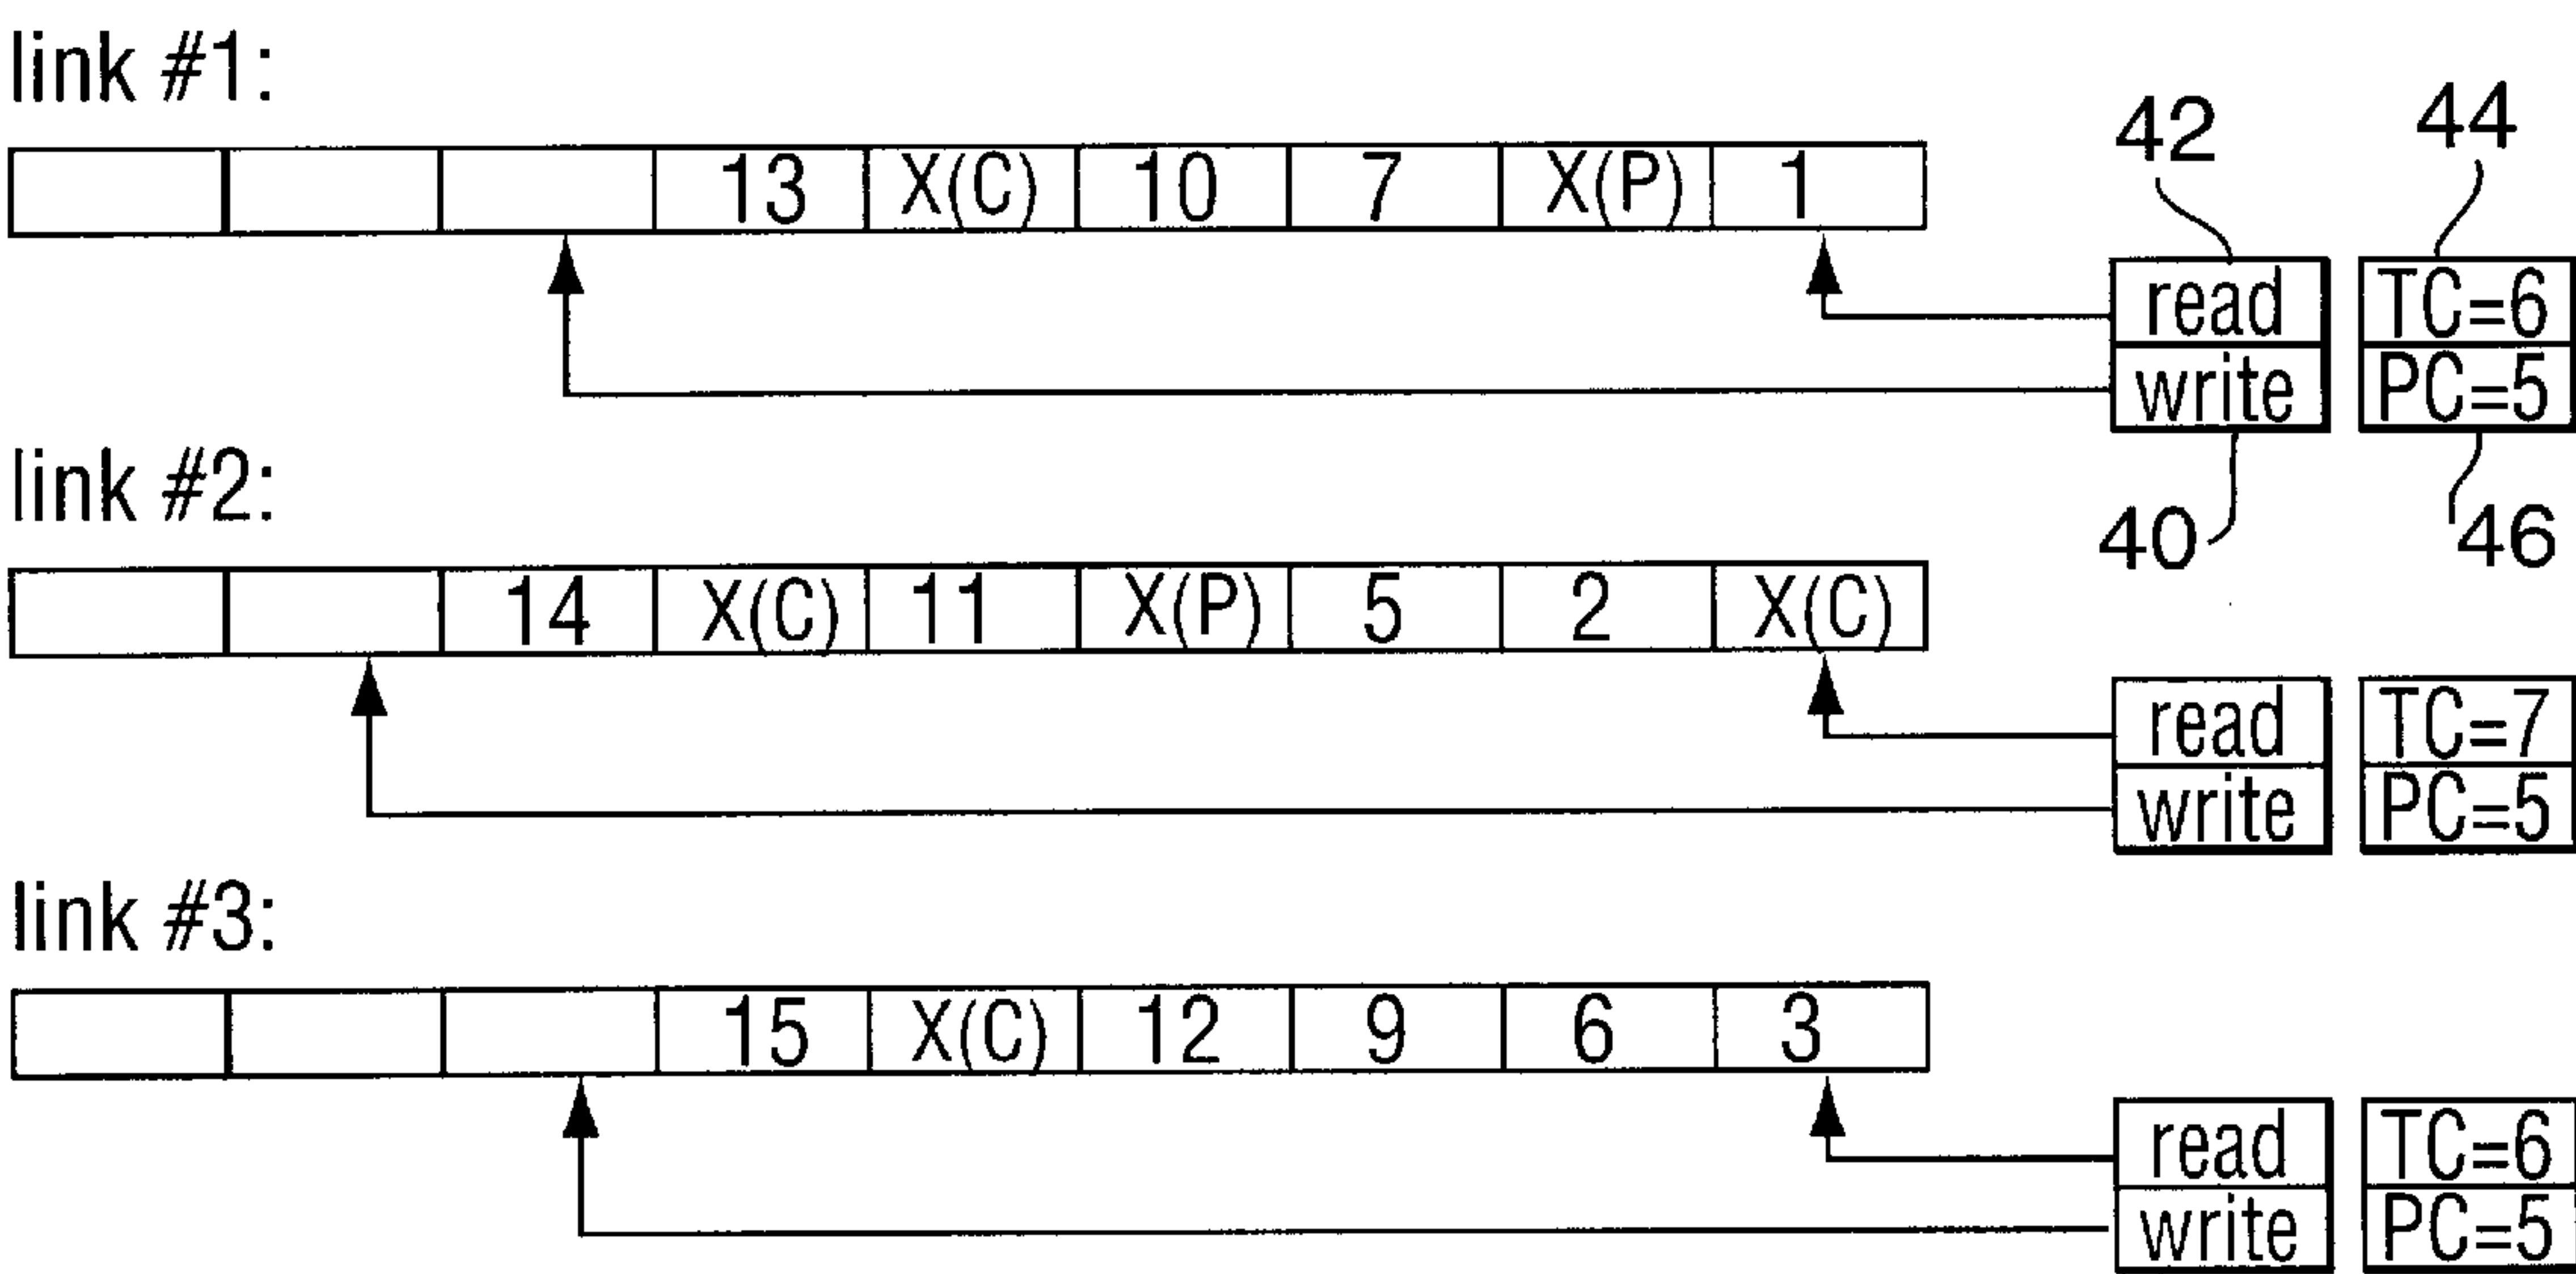 link #1:
42 44
13 X(C) 10 7 X(P) 1
read TC=6
write PC=5
link #2:
40 46
14 X(C) 11 X(P) 5 2 X(C)
read TC=7
write PC=5
link #3:
15 X(C) 12 9 6 3
read TC=6
write PC=5